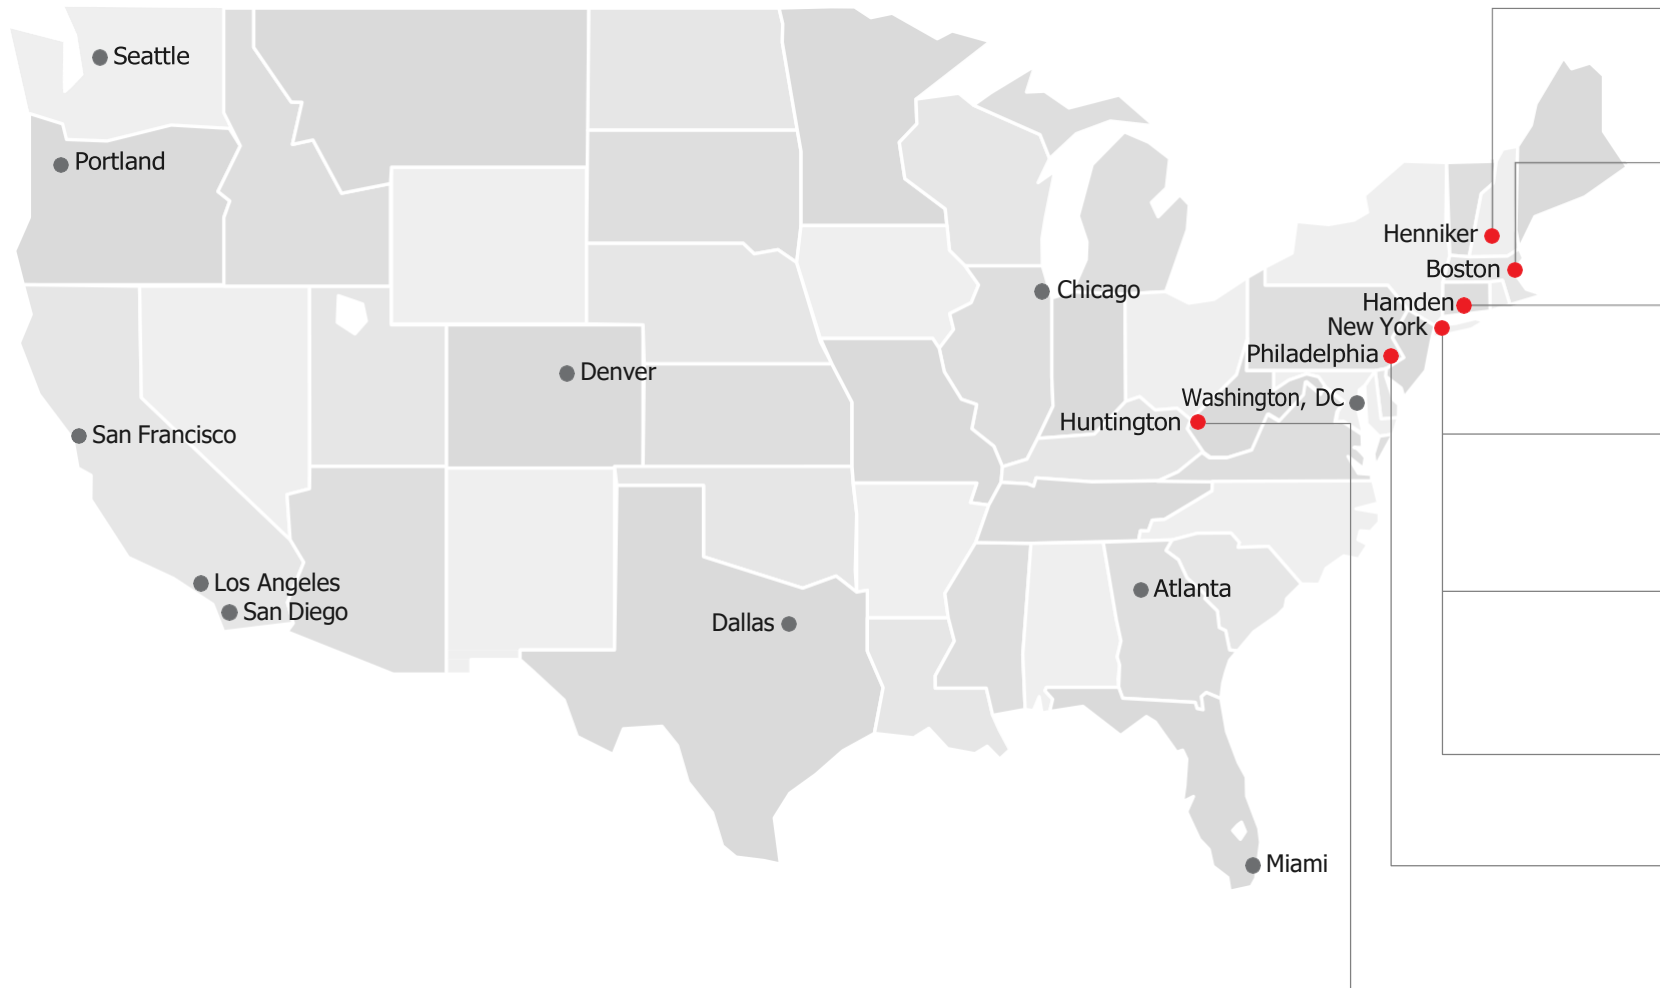 Seattle
Portland
Henniker
Boston
Chicago
Hamden
New York
Philadelphia
Denver
Washington, DC
Huntington
San Francisco
Los Angeles
Atlanta
San Diego
Dallas
Miami